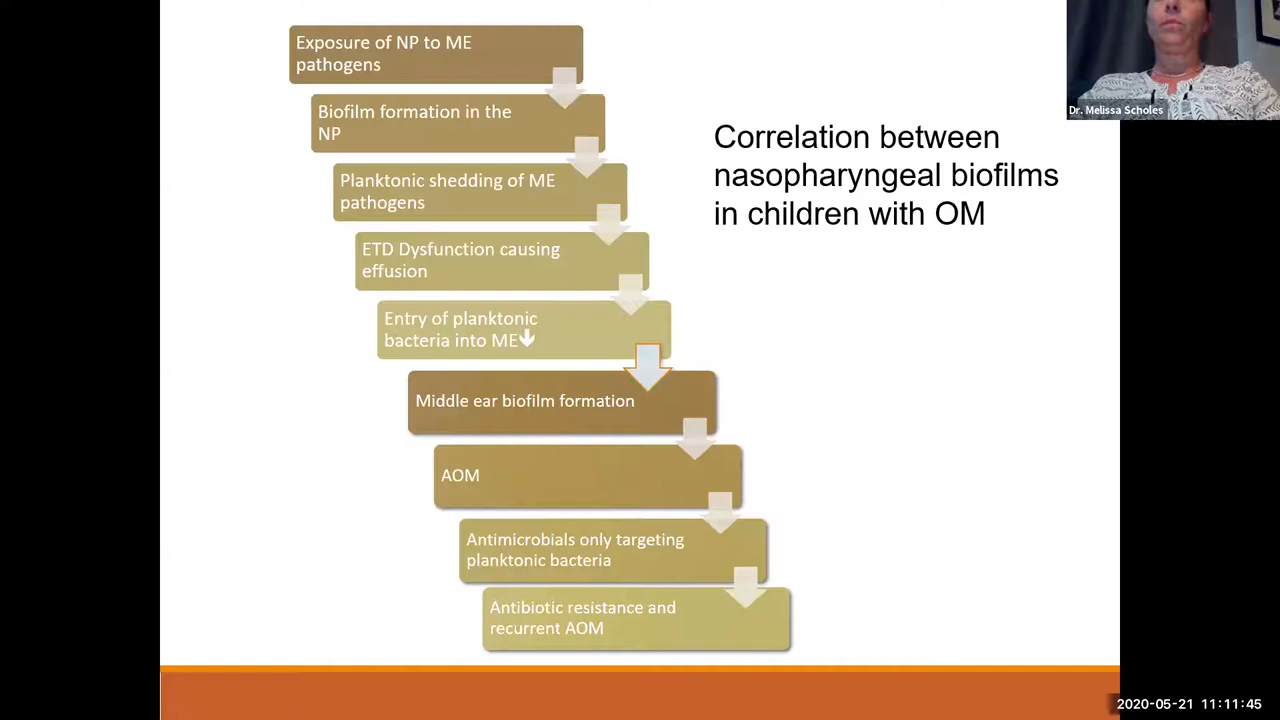 Exposure of NP to ME
pathogens
Biofilm formation in the
NP
Planktonic shedding of ME
pathogens
ETD Dysfunction causing
effusion
Entry of planktonic
bacteria into ME
Middle ear biofilm formation
AOM
Antimicrobials only targeting
planktonic bacteria
Antibiotic resistance and
recurrent AOM
Correlation between
nasopharyngeal biofilms
in children with OM
Dr. Melissa Scholes
2020-05-21 11:11:45